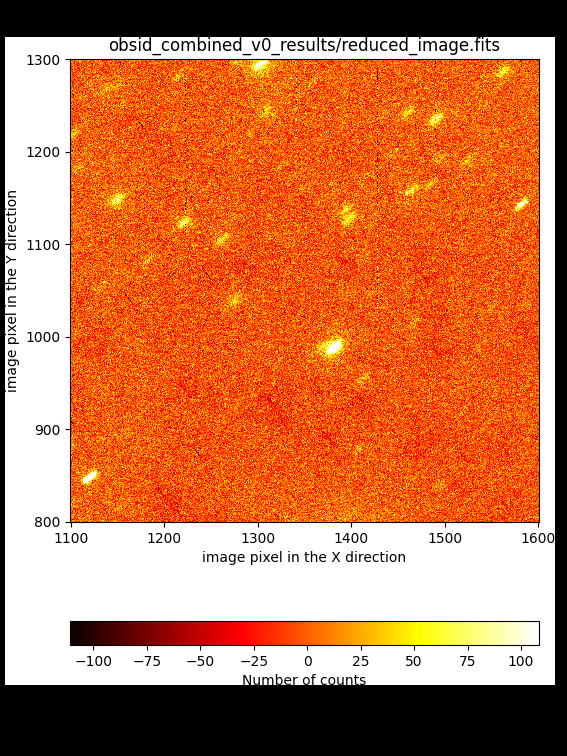 obsid_combined_v0_results/reduced_image.fits
1300
1200
1100
1000
900
800
image pixel in the Y direction
1100 1200 1300 1400 1500 1600
image pixel in the X direction
−100 −75 −50 −25 0 25 50 75 100
Number of counts